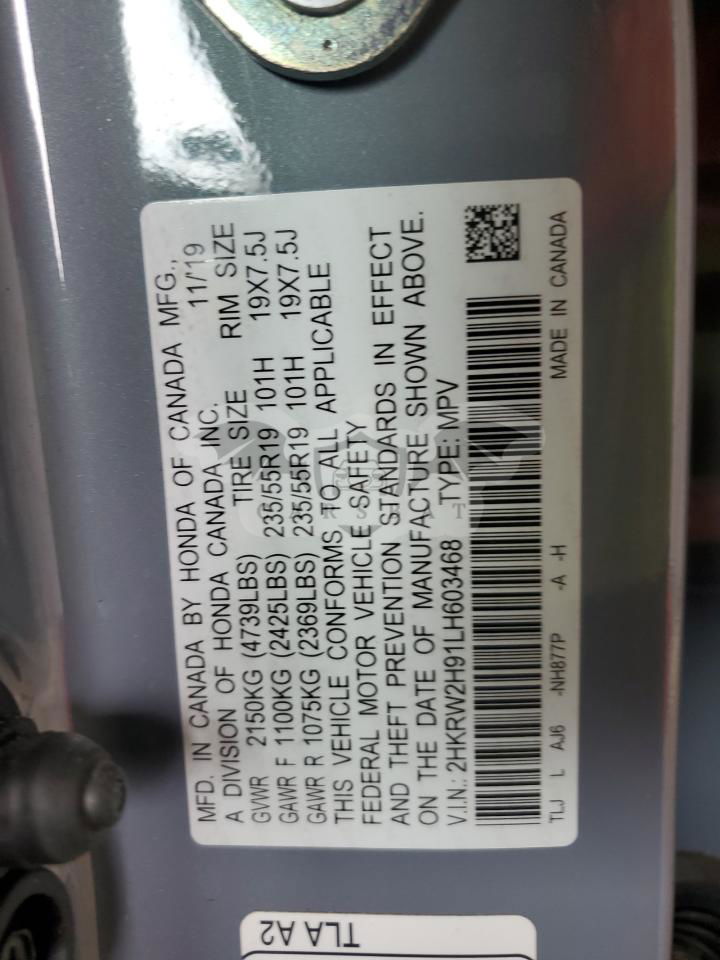 MFD. IN CANADA BY HONDA OF CANADA MFG.,
A DIVISION OF HONDA CANADA INC. 11/19
GVWR 2150KG (4739LBS) TIRE SIZE RIM SIZE
GAWR F 1100KG (2425LBS) 235/55R19 101H 19X7.5J
GAWR R 1075KG (2369LBS) 235/55R19 101H 19X7.5J
THIS VEHICLE CONFORMS TO ALL APPLICABLE
FEDERAL MOTOR VEHICLE SAFETY
AND THEFT PREVENTION STANDARDS IN EFFECT
ON THE DATE OF MANUFACTURE SHOWN ABOVE.
V.I.N.: 2HKRW2H91LH603468 TYPE: MPV
TLJ L AJ6 -NH877P -A -H MADE IN CANADA
TLA A2